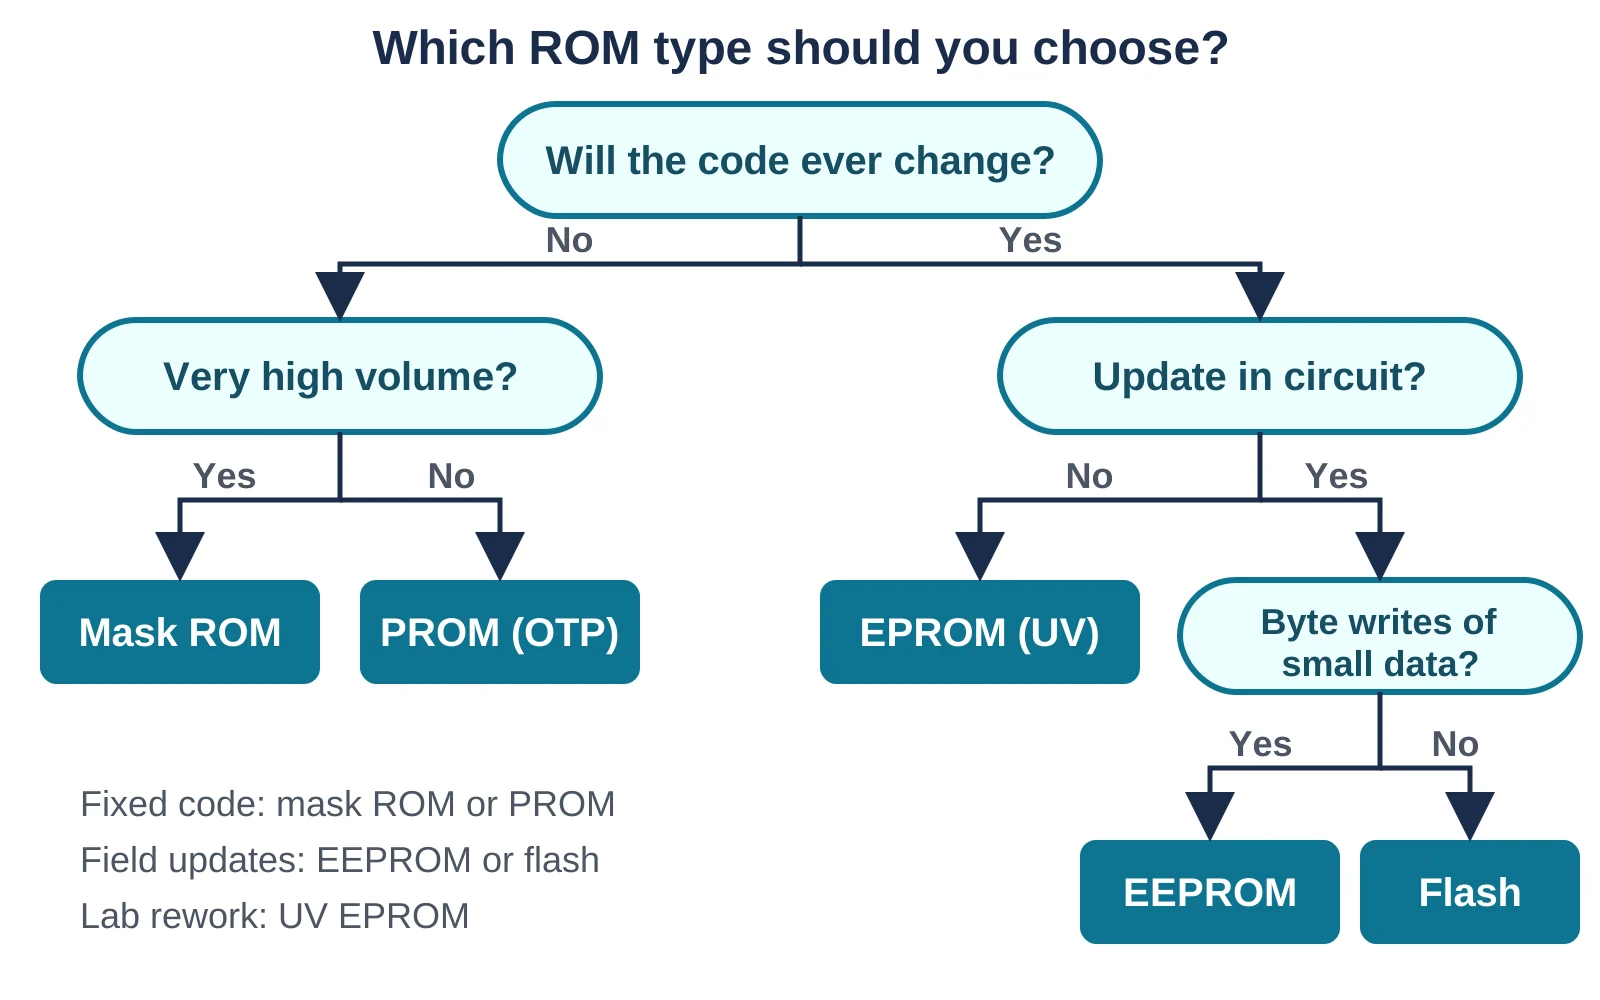 Which ROM type should you choose?
Will the code ever change?
No
Yes
Very high volume?
Update in circuit?
Yes
No
No
Yes
Mask ROM
PROM (OTP)
EPROM (UV)
Byte writes of
small data?
Yes
No
Fixed code: mask ROM or PROM
Field updates: EEPROM or flash
Lab rework: UV EPROM
EEPROM
Flash